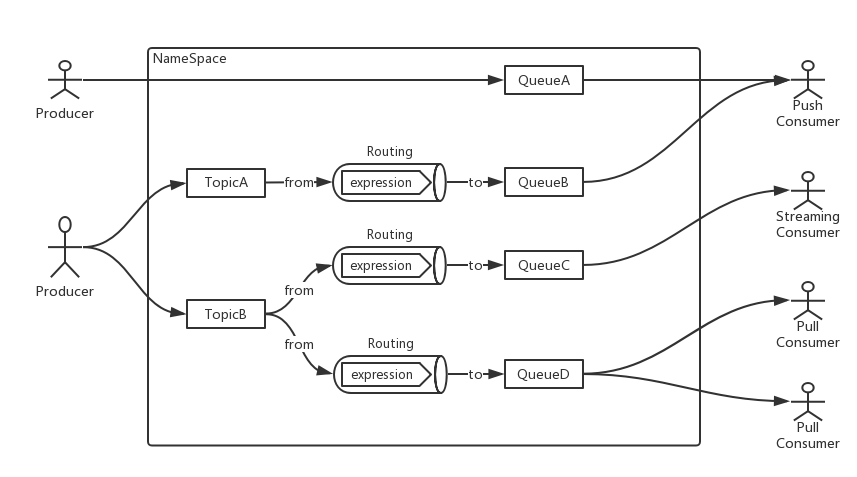 NameSpace
QueueA
Producer
Push
Consumer
Routing
TopicA
from
expression
to
QueueB
Streaming
Consumer
Routing
expression
to
QueueC
Producer
from
TopicB
Pull
Consumer
from
Routing
expression
to
QueueD
Pull
Consumer